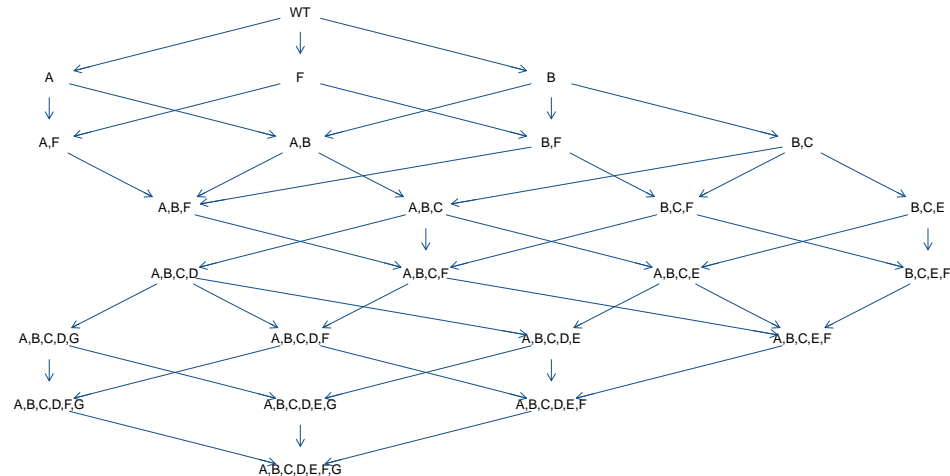 WT
A F B
A,F A,B B,F B,C
A,B,F A,B,C B,C,F B,C,E
A,B,C,D A,B,C,F A,B,C,E B,C,E,F
A,B,C,D,G A,B,C,D,F A,B,C,D,E A,B,C,E,F
A,B,C,D,F,G A,B,C,D,E,G A,B,C,D,E,F
A,B,C,D,E,F,G